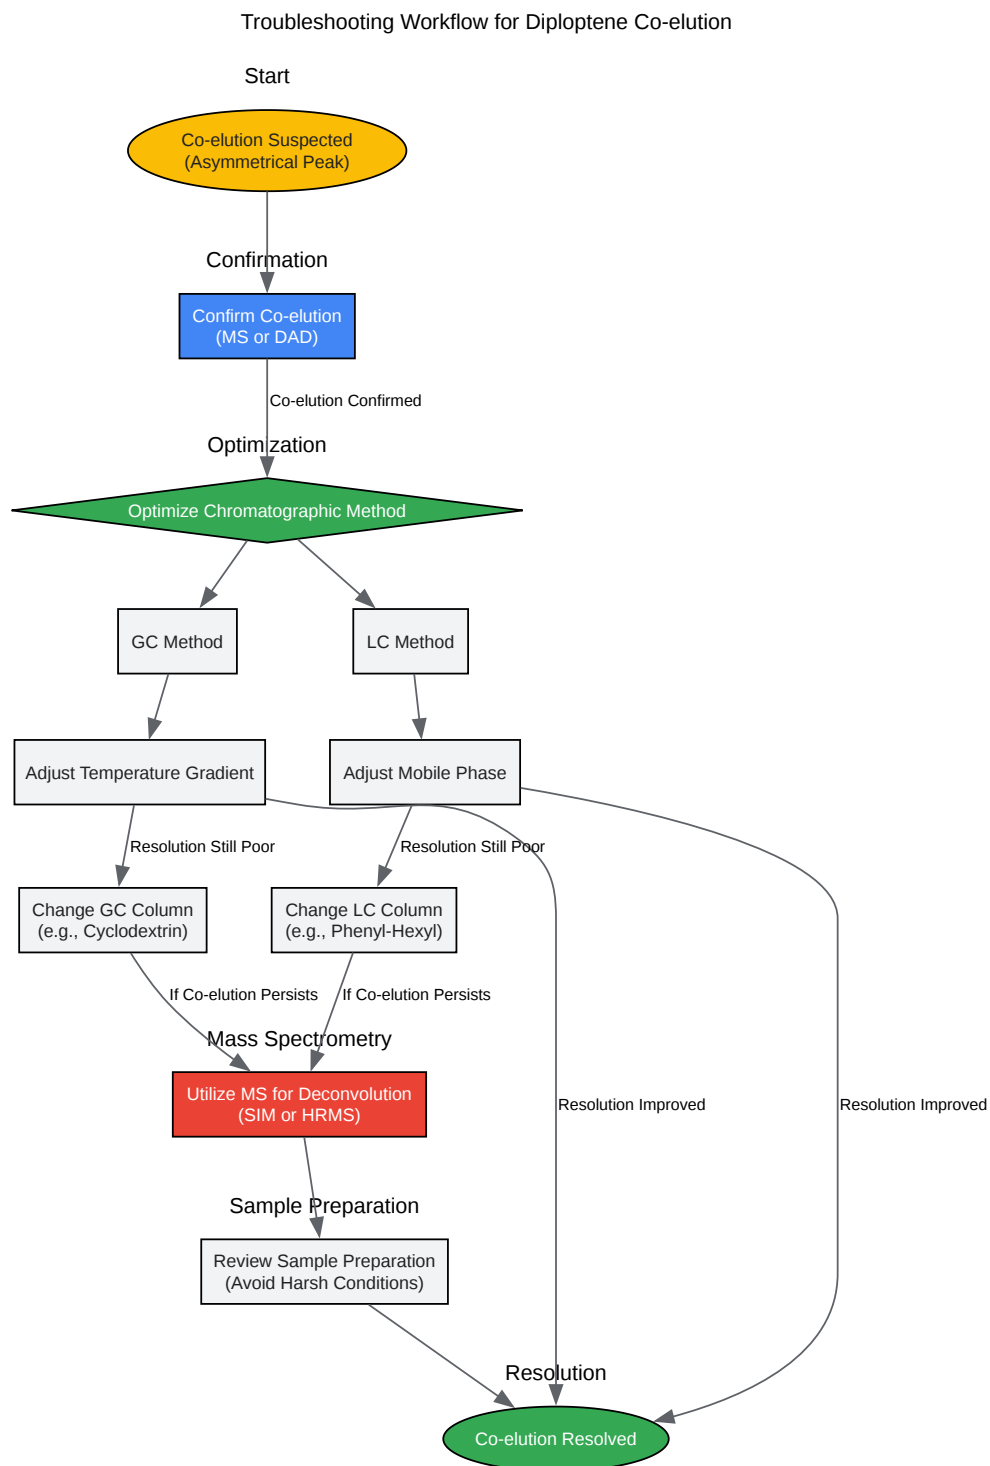 Troubleshooting Workflow for Diploptene Co-elution
Start
Co-elution Suspected
(Asymmetrical Peak)
Confirmation
Confirm Co-elution
(MS or DAD)
Co-elution Confirmed
Optimization
Optimize Chromatographic Method
GC Method
LC Method
Adjust Temperature Gradient
Adjust Mobile Phase
Resolution Still Poor
Resolution Still Poor
Change GC Column
(e.g., Cyclodextrin)
Change LC Column
(e.g., Phenyl-Hexyl)
If Co-elution Persists
If Co-elution Persists
Mass Spectrometry
Utilize MS for Deconvolution
(SIM or HRMS)
Resolution Improved
Resolution Improved
Sample Preparation
Review Sample Preparation
(Avoid Harsh Conditions)
Resolution
Co-elution Resolved